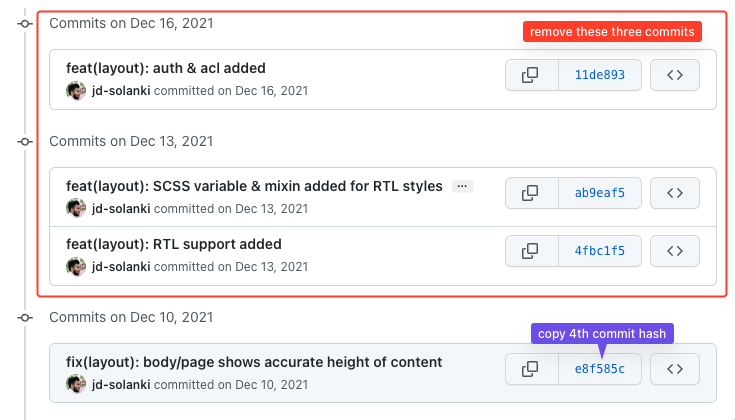 Commits on Dec 16, 2021
remove these three commits
feat(layout): auth & acl added
11de893
jd-solanki committed on Dec 16, 2021
Commits on Dec 13, 2021
feat(layout): SCSS variable & mixin added for RTL styles ...
ab9eaf5
jd-solanki committed on Dec 13, 2021
feat(layout): RTL support added
4fbc1f5
jd-solanki committed on Dec 13, 2021
Commits on Dec 10, 2021
copy 4th commit hash
fix(layout): body/page shows accurate height of content
e8f585c
jd-solanki committed on Dec 10, 2021